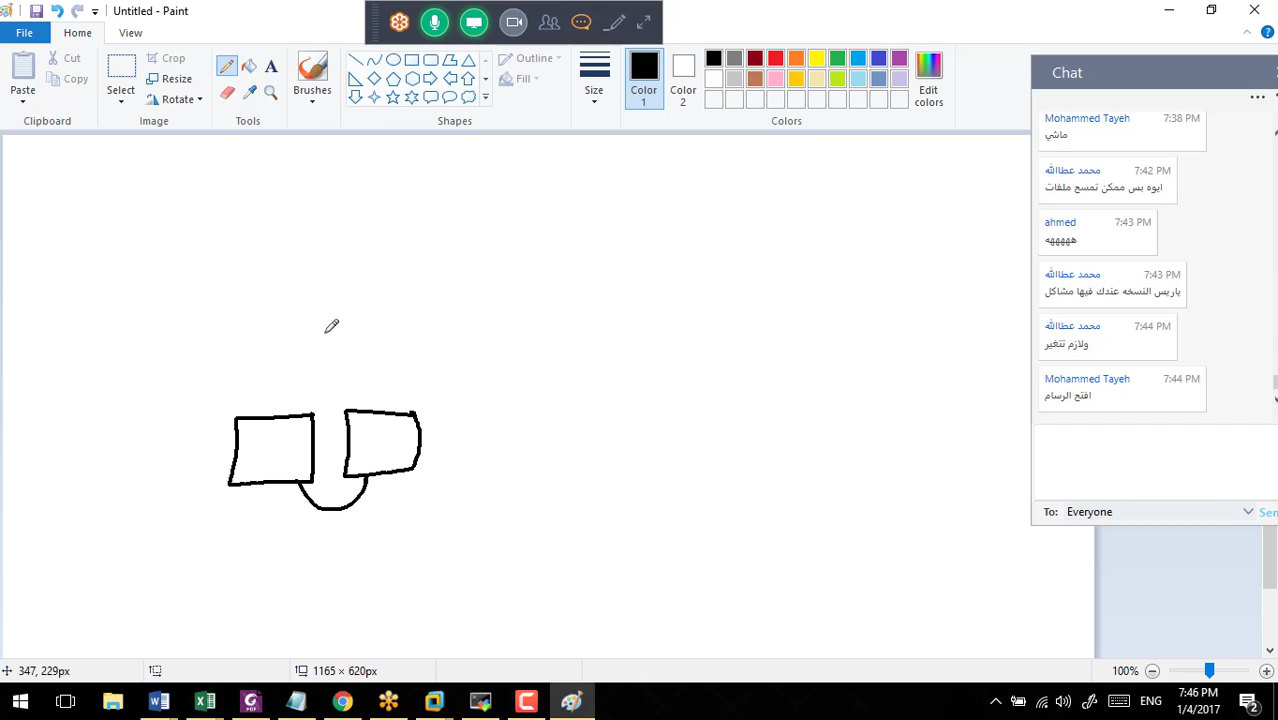 Untitled - Paint
File
Home
View
Paste
Cut
Copy
Clipboard
Select
Crop
Resize
Rotate
Image
A
Tools
Brushes
Outline
Fill
Shapes
Size
Color 1
Color 2
Edit colors
Colors
Chat
Mohammed Tayeh 7:38 PM
ماشي
محمد عطاالله 7:42 PM
ايوه بس ممكن تمسح ملفات
ahmed 7:43 PM
هههههه
محمد عطاالله 7:43 PM
ياريس النسخه عندك فيها مشاكل
محمد عطاالله 7:44 PM
ولازم تتغير
Mohammed Tayeh 7:44 PM
افتح الرسام
To: Everyone
Sen
347, 229px
1165 × 620px
100%
ENG
7:46 PM
1/4/2017
2